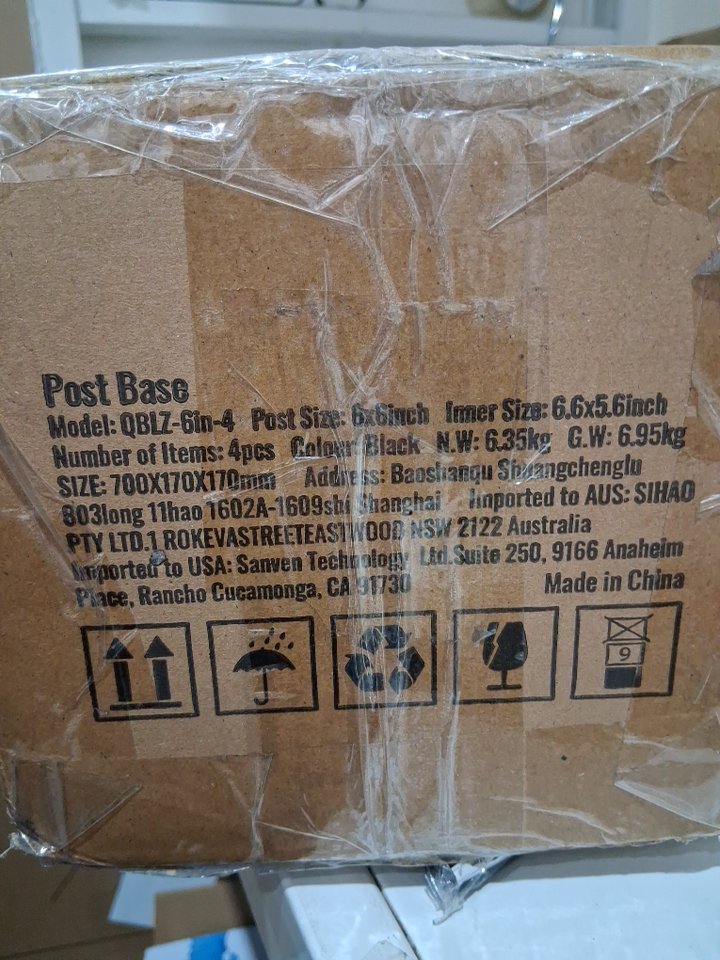 Post Base
Model: QBLZ-6in-4 Post Size: 6x6inch Inner Size: 6.6x5.6inch
Number of Items: 4pcs Colour: Black N.W: 6.35kg G.W: 6.95kg
SIZE: 700X170X170mm Address: Baoshanqu Shuangchenglu
803long 11hao 1602A-1609shi Shanghai Imported to AUS: SIHAO
PTY LTD.1 ROKEVASTREETEASTWOOD NSW 2122 Australia
Imported to USA: Sanven Technology Ltd.Suite 250, 9166 Anaheim
Place, Rancho Cucamonga, CA 91730 Made in China
9